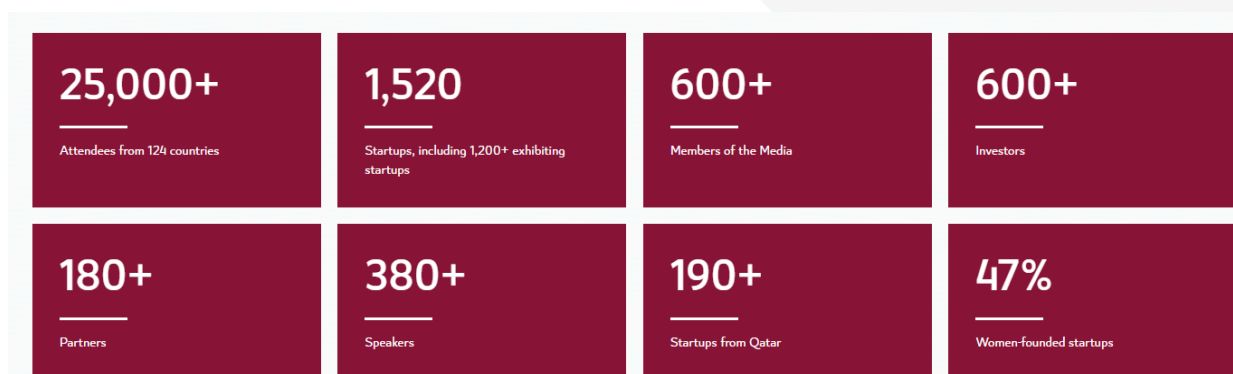 25,000+
Attendees from 124 countries
1,520
Startups, including 1,200+ exhibiting
startups
600+
Members of the Media
600+
Investors
180+
Partners
380+
Speakers
190+
Startups from Qatar
47%
Women-founded startups